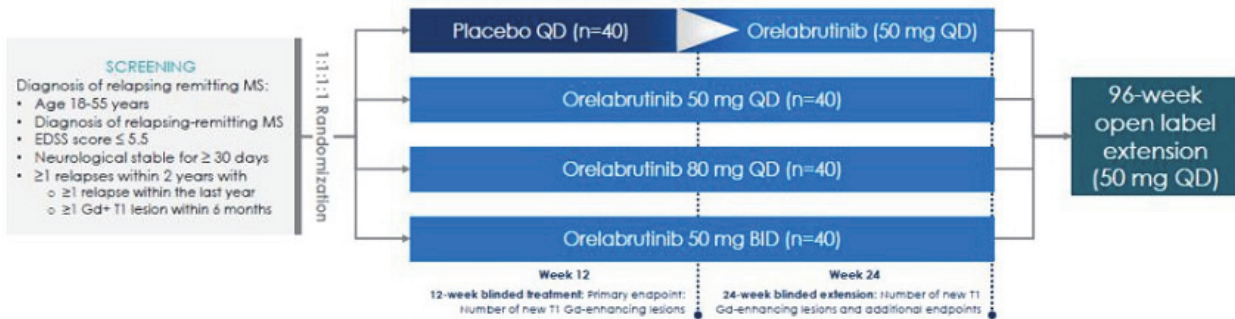 SCREENING
Diagnosis of relapsing remitting MS:
• Age 18-55 years
• Diagnosis of relapsing-remitting MS
• EDSS score ≤ 5.5
• Neurological stable for ≥ 30 days
• ≥1 relapses within 2 years with
o ≥1 relapse within the last year
o ≥1 Gd+ T1 lesion within 6 months
1:1:1:1 Randomization
Placebo QD (n=40)
Orelabrutinib (50 mg QD)
Orelabrutinib 50 mg QD (n=40)
Orelabrutinib 80 mg QD (n=40)
Orelabrutinib 50 mg BID (n=40)
Week 12
12-week blinded treatment: Primary endpoint:
Number of new T1 Gd-enhancing lesions
Week 24
24-week blinded extension: Number of new T1
Gd-enhancing lesions and additional endpoints
96-week
open label
extension
(50 mg QD)